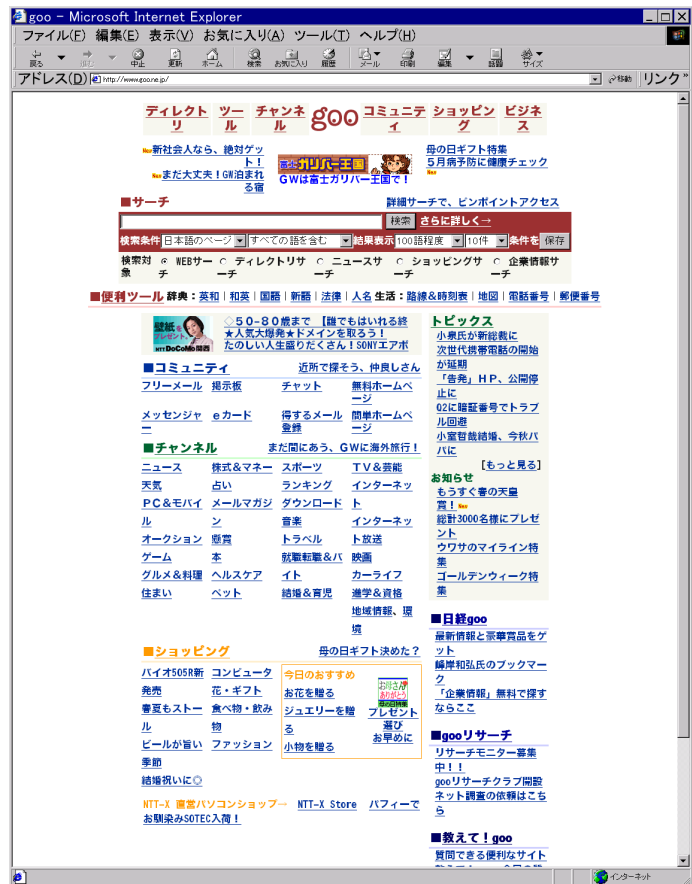 goo - Microsoft Internet Explorer
ファイル(F) 編集(E) 表示(V) お気に入り(A) ツール(T) ヘルプ(H)
戻る 中止 更新 ホーム 検索 お気に入り 履歴 メール 印刷 編集 話題 サイズ
アドレス(D) http://www.goo.ne.jp/ 移動 リンク »
ディレクトリ ツール チャンネル goo コミュニティ ショッピング ビジネス
新社会人なら、絶対ゲット！
まだ大丈夫！GW泊まれる宿
富士ガリバー王国
GWは富士ガリバー王国で！
母の日ギフト特集
５月病予防に健康チェック
■サーチ 詳細サーチで、ピンポイントアクセス
検索 さらに詳しく→
検索条件 日本語のページ すべての語を含む 結果表示 100語程度 10件 条件を 保存
検索対象 WEBサーチ ディレクトリサーチ ニュースサーチ ショッピングサーチ 企業情報サーチ
■便利ツール 辞典：英和｜和英｜国語｜新語｜法律｜人名 生活：路線&時刻表｜地図｜電話番号｜郵便番号
壁紙をプレゼント。
NTT DoCoMo関西
◇５０-８０歳まで 【誰でもはいれる終
★人気大爆発★ドメインを取ろう！
たのしい人生盛りだくさん！SONYエアボ
■コミュニティ 近所で探そう、仲良しさん
フリーメール 掲示板 チャット 無料ホームページ
メッセンジャー ｅカード 得するメール登録 簡単ホームページ
■チャンネル まだ間にあう、ＧＷに海外旅行！
ニュース 株式＆マネー スポーツ ＴＶ＆芸能
天気 占い ランキング インターネット
ＰＣ＆モバイル メールマガジン ダウンロード
音楽 インターネット放送
オークション 懸賞 トラベル
ゲーム 本 就職転職＆バイト 映画
グルメ＆料理 ヘルスケア カーライフ
住まい ペット 結婚＆育児 進学＆資格
地域情報、環境
■ショッピング 母の日ギフト決めた？
バイオ505R新発売 コンピュータ
花・ギフト
春夏もストール 食べ物・飲み物
ビールが旨い季節 ファッション
結婚祝いに◎
今日のおすすめ
お花を贈る
ジュエリーを贈る
小物を贈る
お母さんありがとう
母の日特集
プレゼント選び
お早めに
NTT-X 直営パソコンショップ→ NTT-X Store パフィーでお馴染みSOTEC入荷！
トピックス
小泉氏が新総裁に
次世代携帯電話の開始が延期
「告発」ＨＰ、公開停止に
Q2に暗証番号でトラブル回避
小室哲哉結婚、今秋パパに
[もっと見る]
お知らせ
もうすぐ春の天皇賞！
総計3000名様にプレゼント
ウワサのマイライン特集
ゴールデンウィーク特集
■日経goo
最新情報と豪華賞品をゲット
峰岸和弘氏のブックマーク
「企業情報」無料で探すならここ
■gooリサーチ
リサーチモニター募集中！！
gooリサーチクラブ開設
ネット調査の依頼はこちら
■教えて！goo
質問できる便利なサイト
インターネット